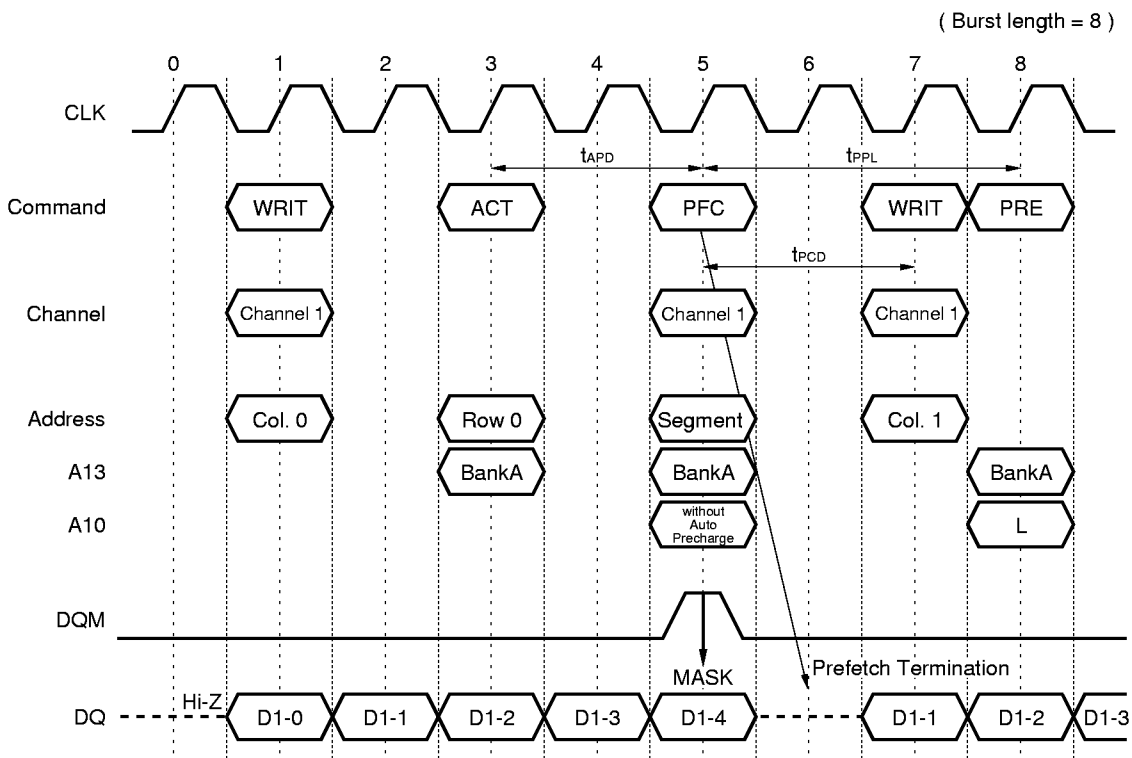 ( Burst length = 8 )
0 1 2 3 4 5 6 7 8
CLK
tAPD tPPL
Command WRIT ACT PFC WRIT PRE
tPCD
Channel Channel 1 Channel 1 Channel 1
Address Col. 0 Row 0 Segment Col. 1
A13 BankA BankA BankA
A10 without Auto Precharge L
DQM
MASK Prefetch Termination
Hi-Z
DQ D1-0 D1-1 D1-2 D1-3 D1-4 D1-1 D1-2 D1-3